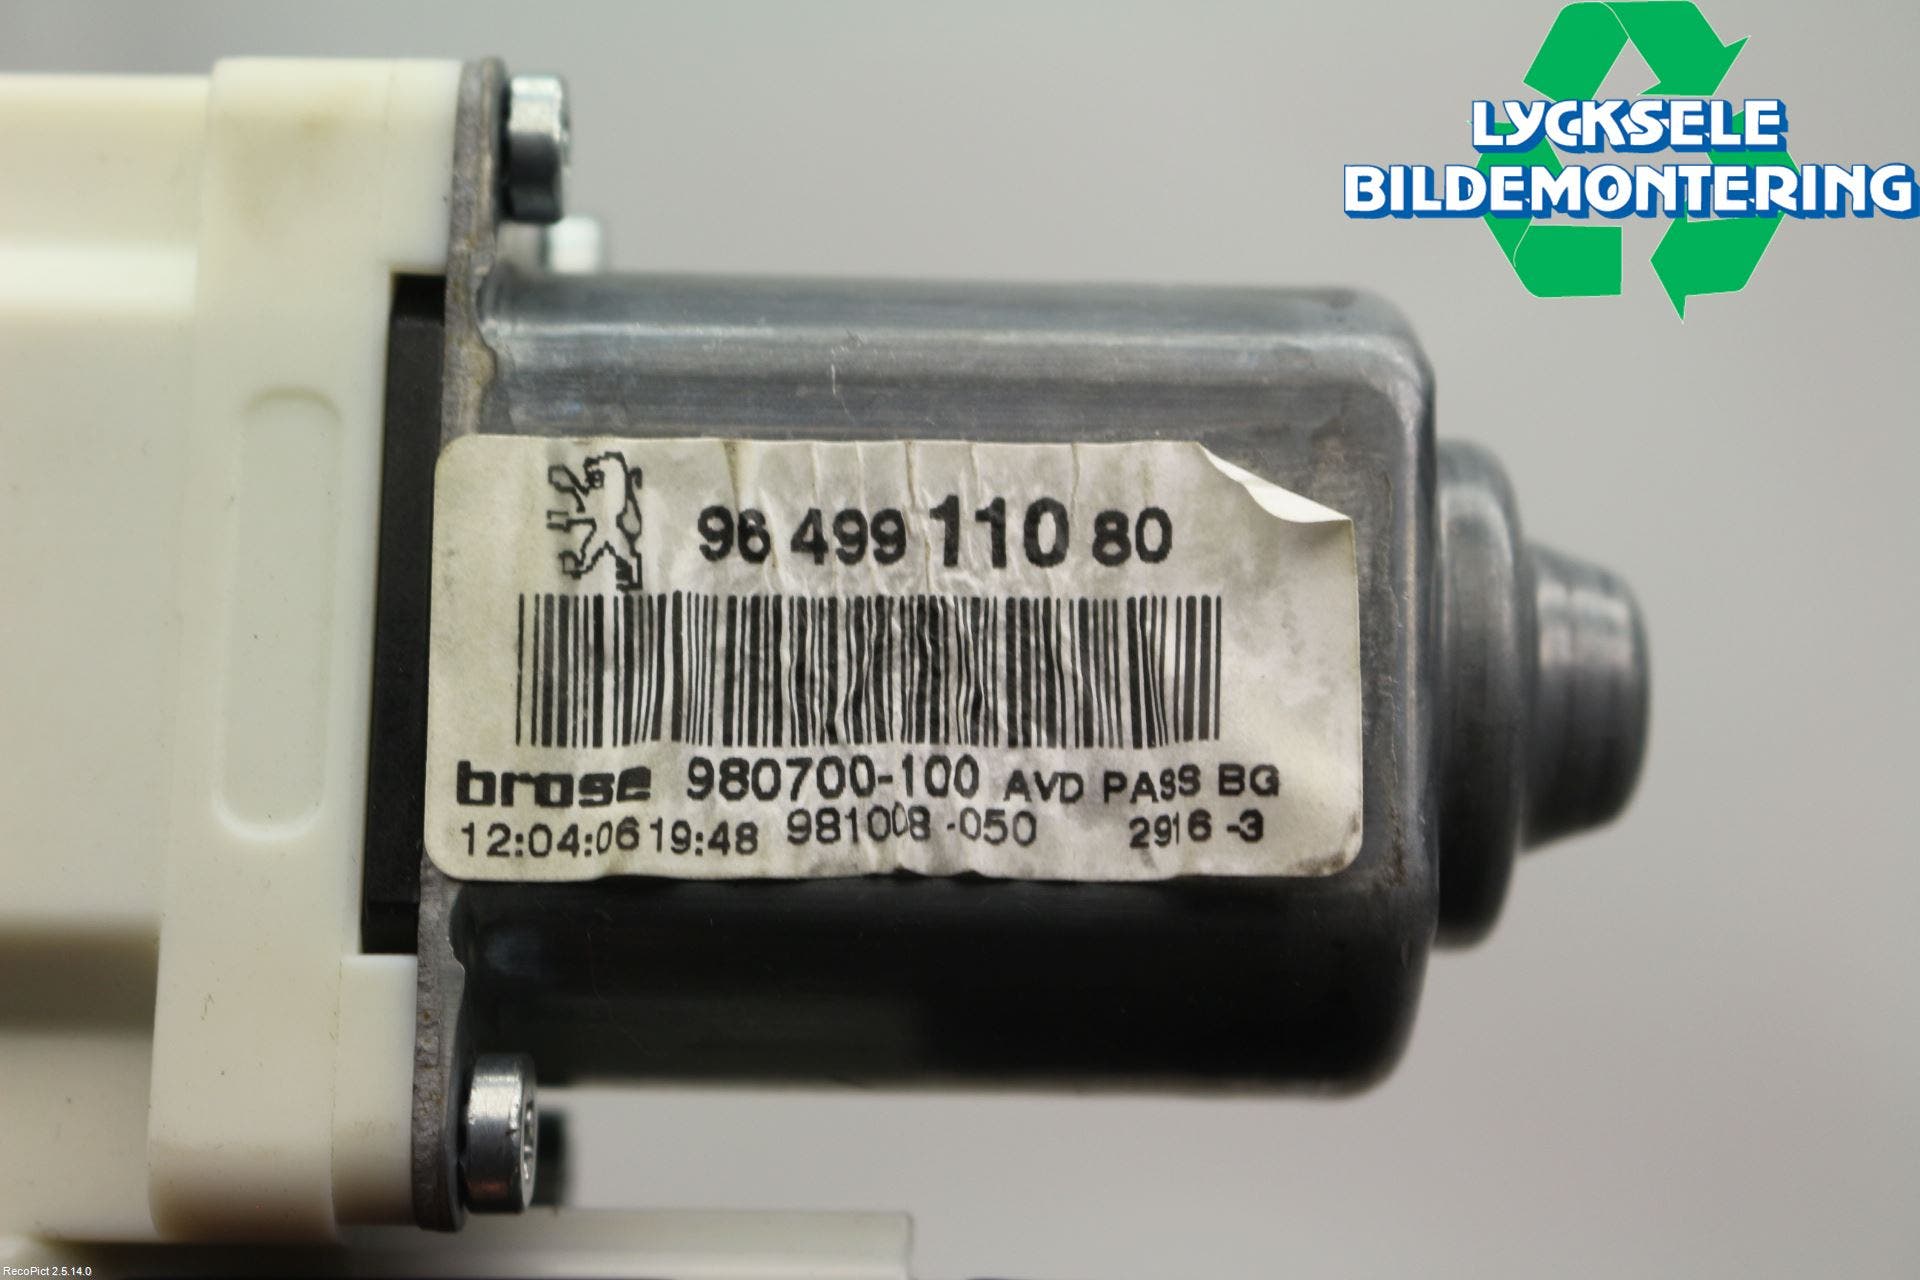 LYCKSELE
BILDEMONTERING
96 499 110 80
brose 980700-100 AVD PASS BG
12:04:06 19:48 981008-050 2916-3
RecoPict 2.5.14.0